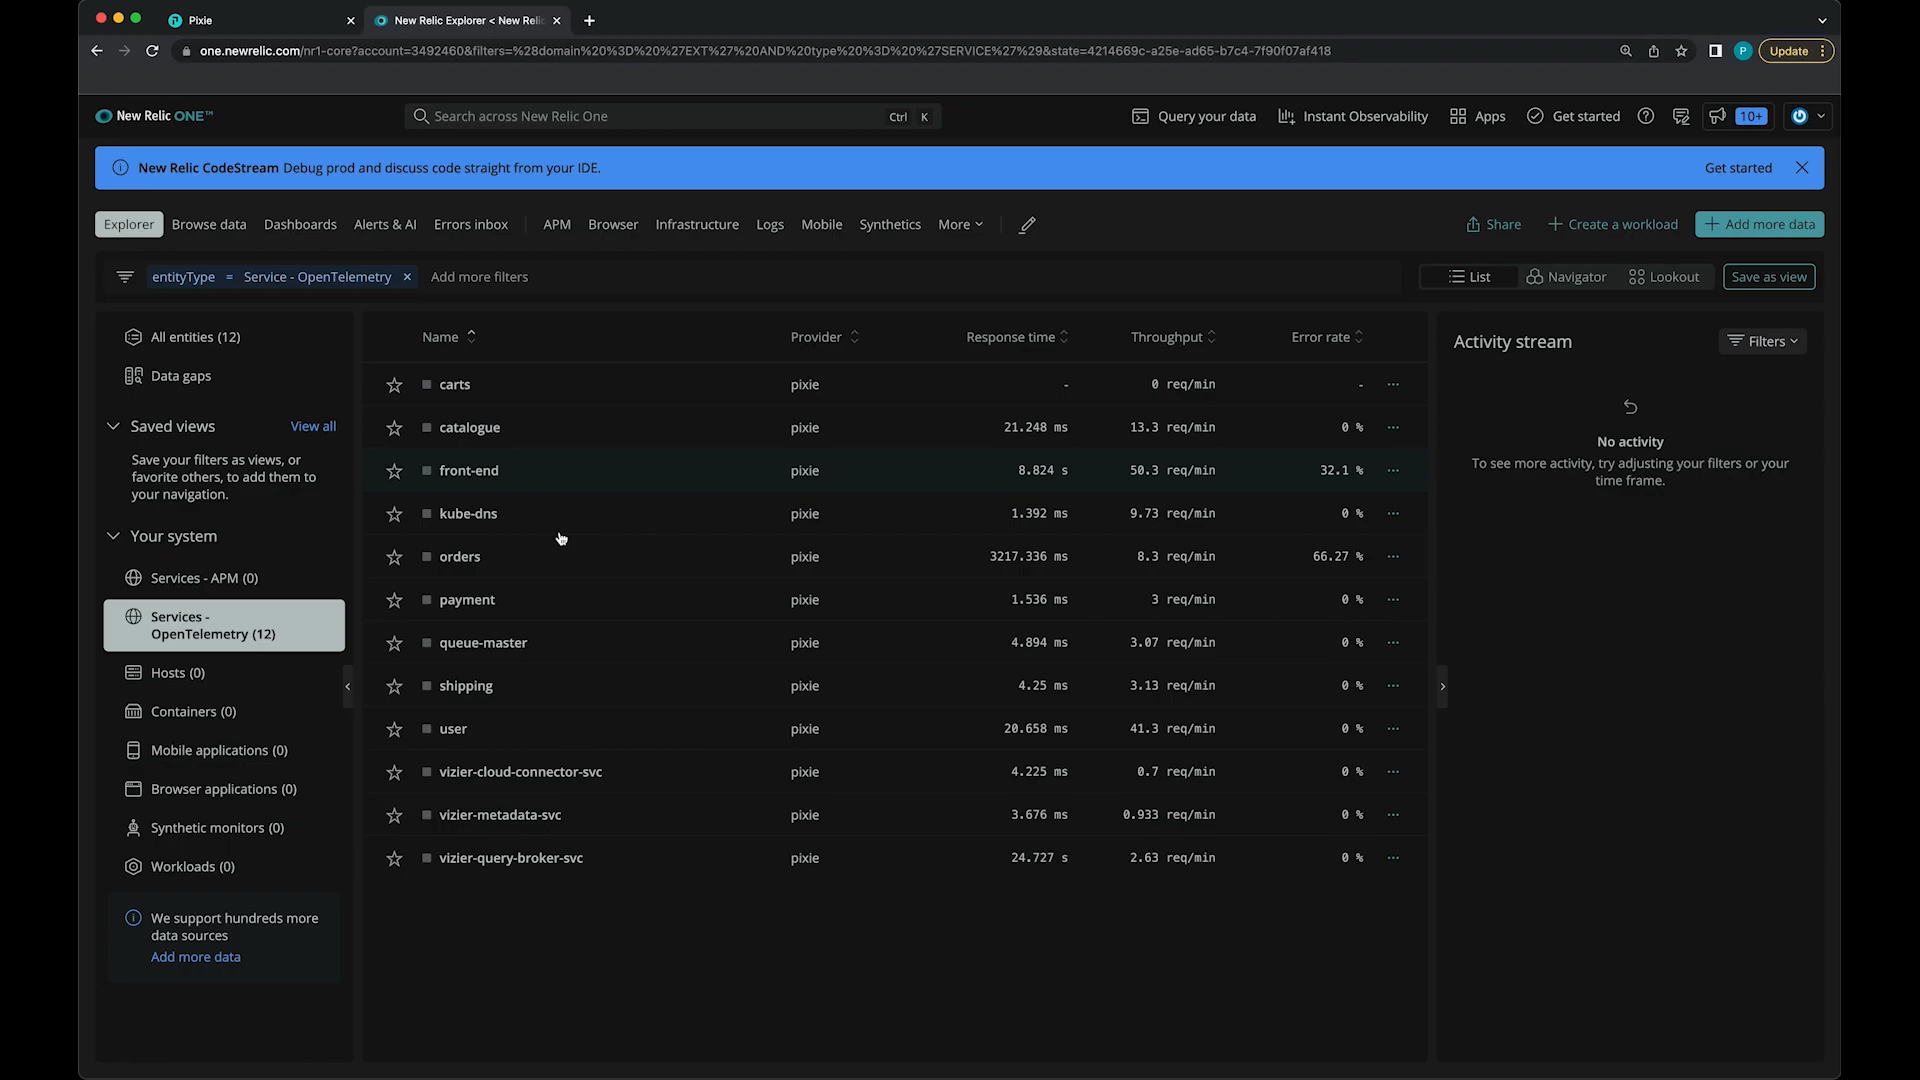 Pixie
New Relic Explorer < New Reli
one.newrelic.com/nr1-core?account=3492460&filters=%28domain%20%3D%20%27EXT%27%20AND%20type%20%3D%20%27SERVICE%27%29&state=4214669c-a25e-ad65-b7c4-7f90f07af418
P
Update
New Relic ONE™
Search across New Relic One
Ctrl K
Query your data
Instant Observability
Apps
Get started
10+
New Relic CodeStream Debug prod and discuss code straight from your IDE.
Get started
Explorer
Browse data
Dashboards
Alerts & AI
Errors inbox
APM
Browser
Infrastructure
Logs
Mobile
Synthetics
More
Share
+ Create a workload
+ Add more data
entityType = Service - OpenTelemetry ×
Add more filters
List
Navigator
Lookout
Save as view
All entities (12)
Data gaps
Saved views
View all
Save your filters as views, or
favorite others, to add them to
your navigation.
Your system
Services - APM (0)
Services -
OpenTelemetry (12)
Hosts (0)
Containers (0)
Mobile applications (0)
Browser applications (0)
Synthetic monitors (0)
Workloads (0)
We support hundreds more
data sources
Add more data
Name Provider Response time Throughput Error rate
carts pixie - 0 req/min -
catalogue pixie 21.248 ms 13.3 req/min 0 %
front-end pixie 8.824 s 50.3 req/min 32.1 %
kube-dns pixie 1.392 ms 9.73 req/min 0 %
orders pixie 3217.336 ms 8.3 req/min 66.27 %
payment pixie 1.536 ms 3 req/min 0 %
queue-master pixie 4.894 ms 3.07 req/min 0 %
shipping pixie 4.25 ms 3.13 req/min 0 %
user pixie 20.658 ms 41.3 req/min 0 %
vizier-cloud-connector-svc pixie 4.225 ms 0.7 req/min 0 %
vizier-metadata-svc pixie 3.676 ms 0.933 req/min 0 %
vizier-query-broker-svc pixie 24.727 s 2.63 req/min 0 %
Activity stream
Filters
No activity
To see more activity, try adjusting your filters or your
time frame.